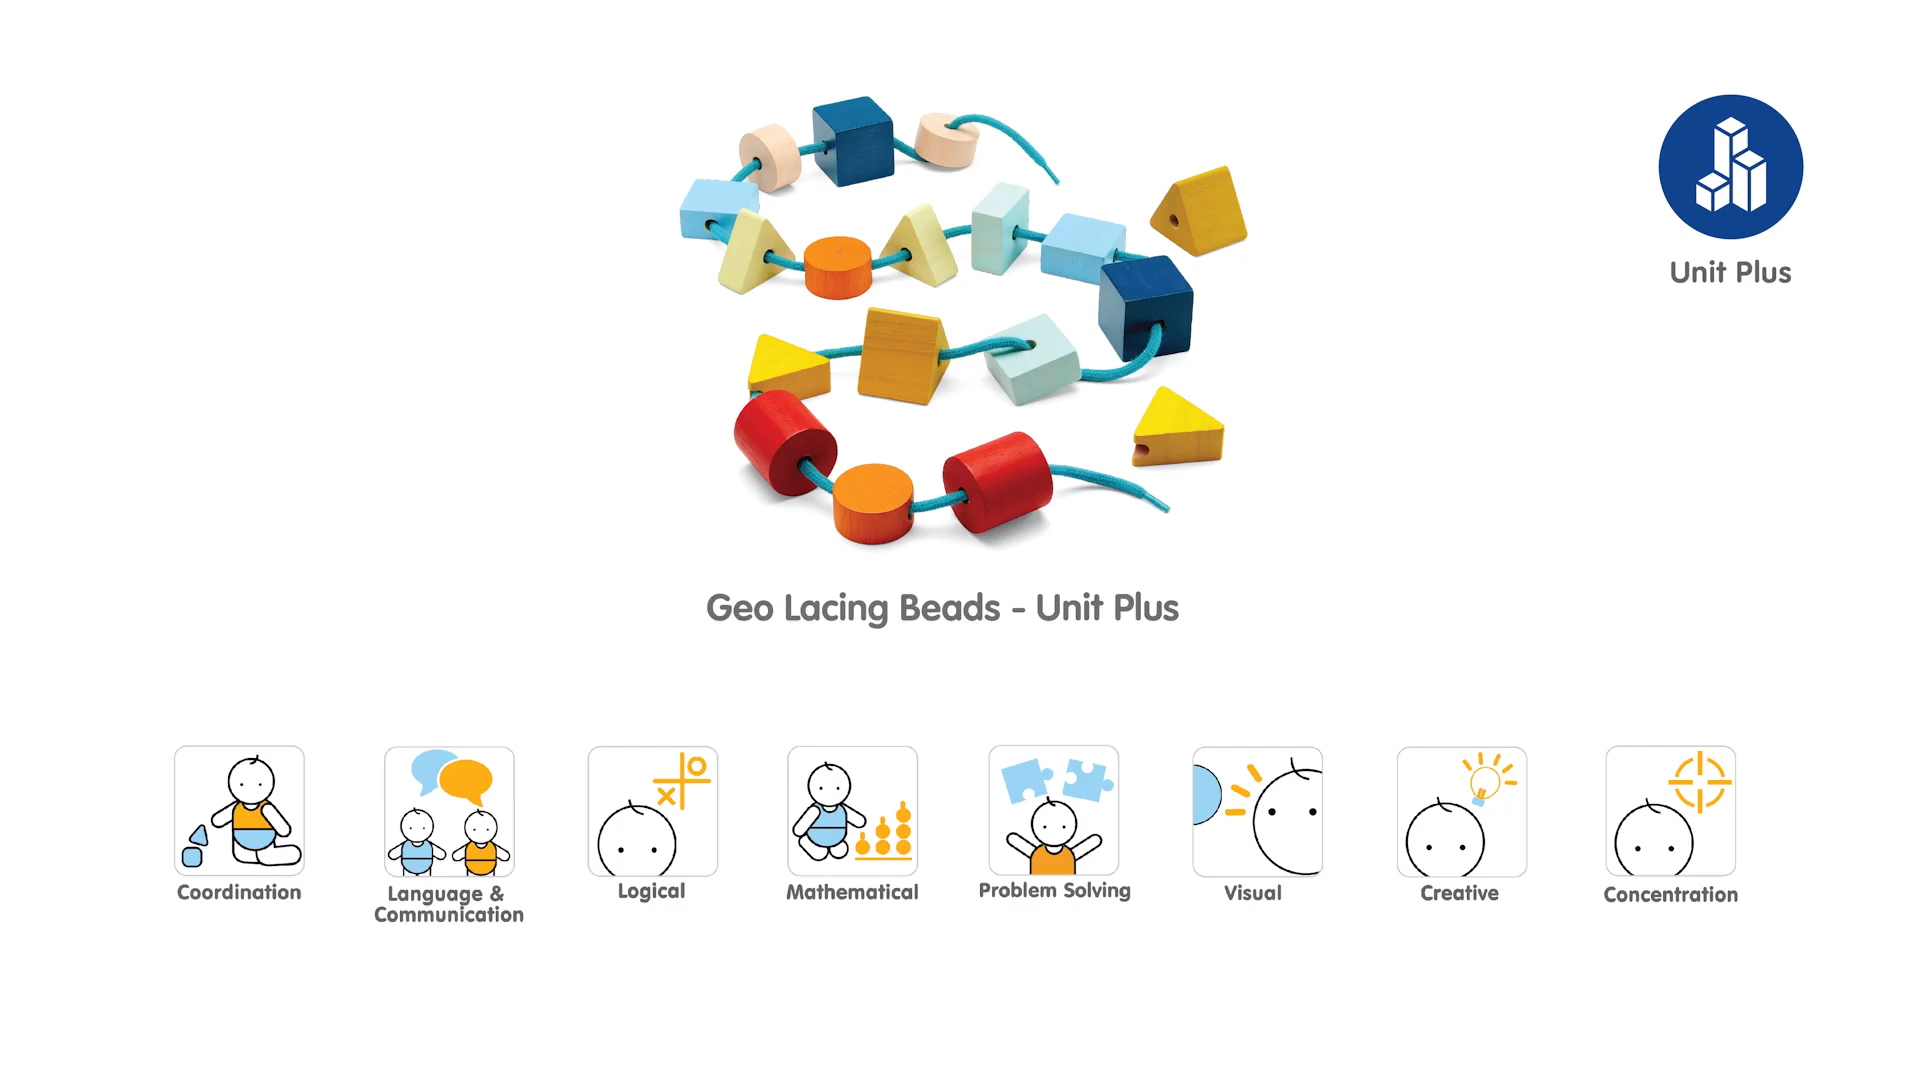 Unit Plus
Geo Lacing Beads - Unit Plus
Coordination
Language &
Communication
Logical
Mathematical
Problem Solving
Visual
Creative
Concentration